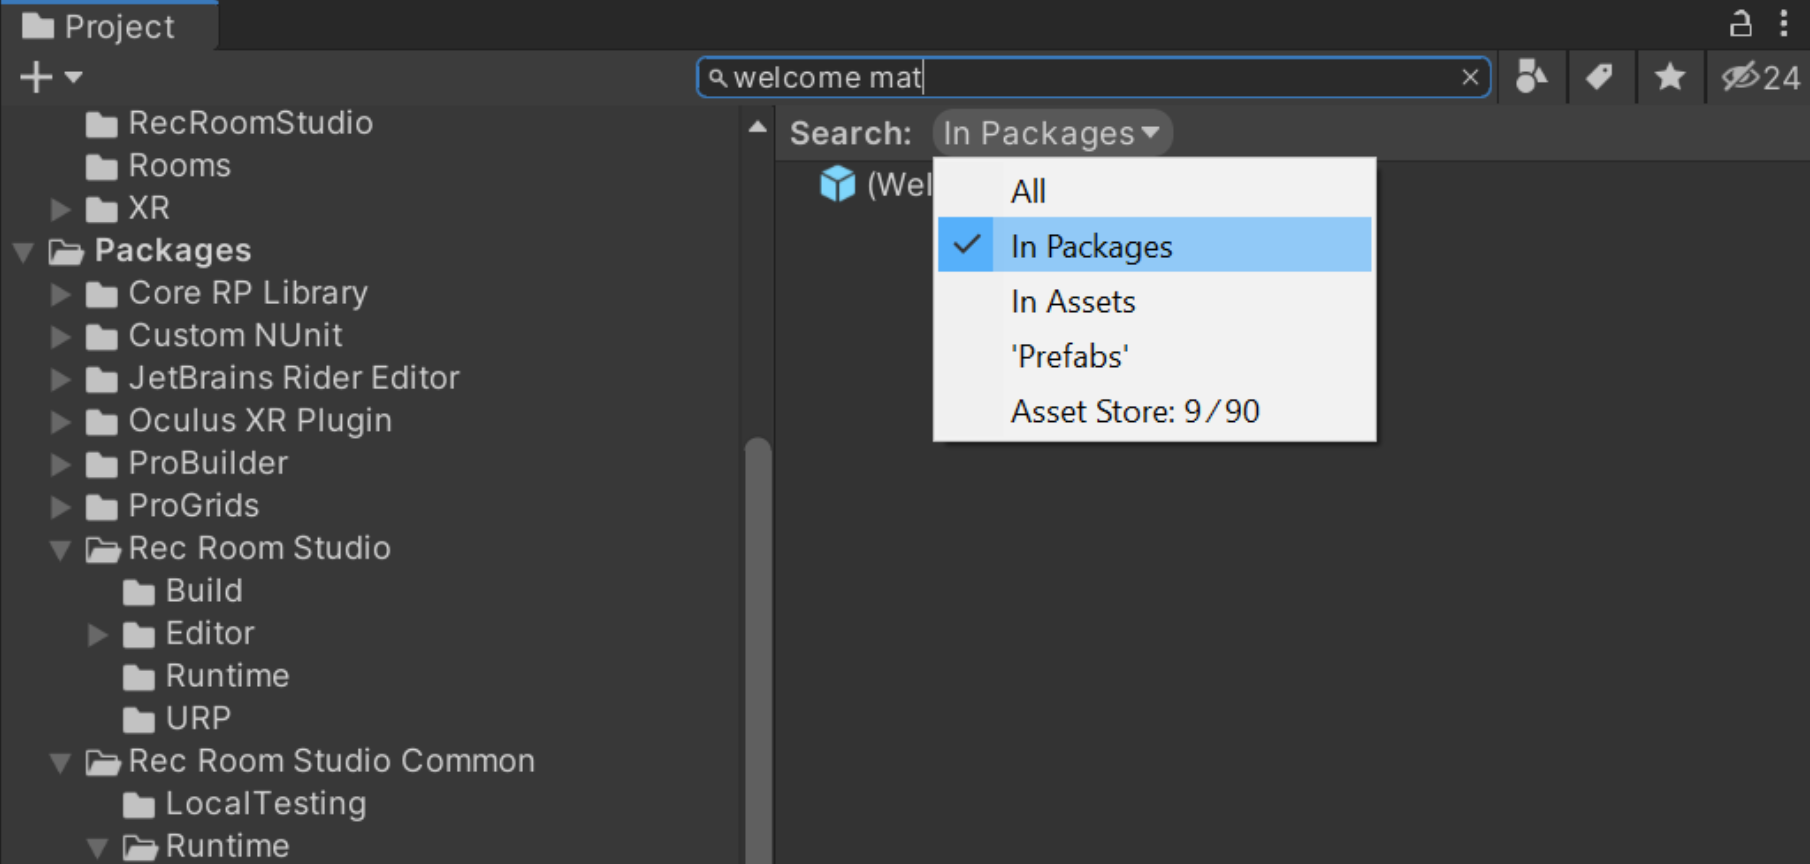 Project
welcome mat
24
RecRoomStudio
Rooms
XR
Packages
Core RP Library
Custom NUnit
JetBrains Rider Editor
Oculus XR Plugin
ProBuilder
ProGrids
Rec Room Studio
Build
Editor
Runtime
URP
Rec Room Studio Common
LocalTesting
Runtime
Search: In Packages
(Wel
All
In Packages
In Assets
'Prefabs'
Asset Store: 9/90